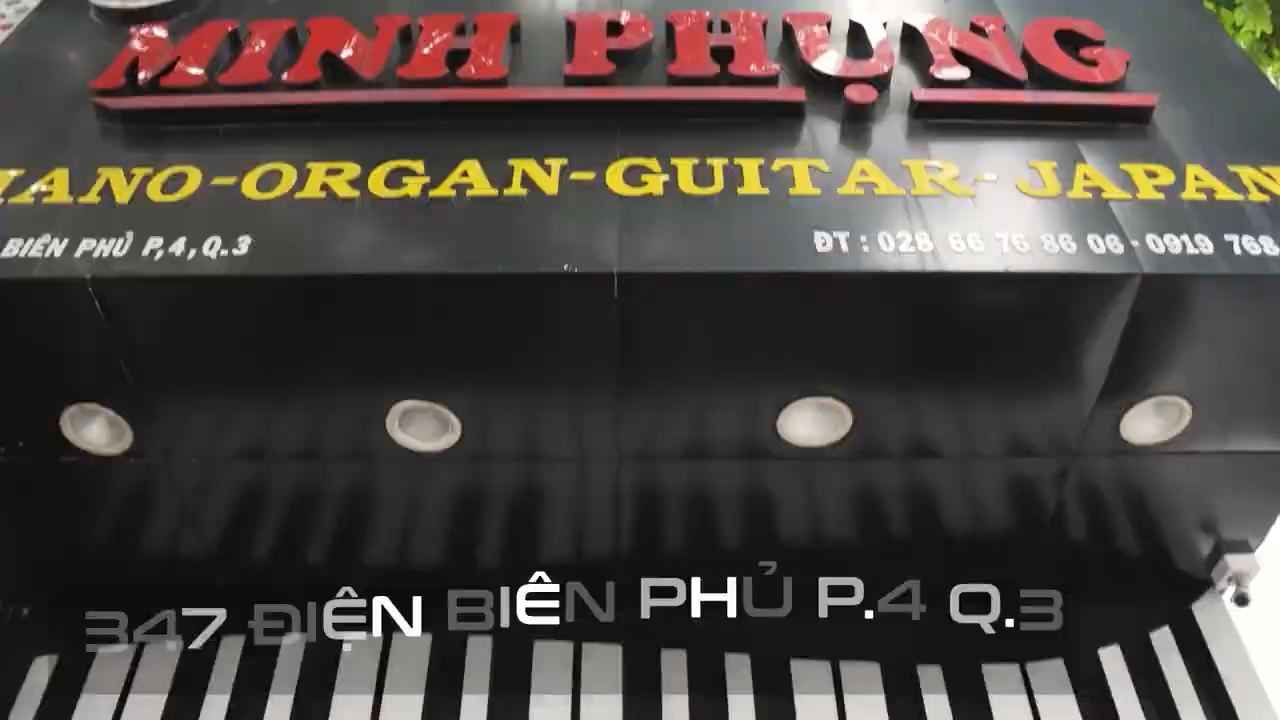 MINH PHỤNG
IANO-ORGAN-GUITAR-JAPAN
BIÊN PHỦ P,4,Q.3
ĐT : 028 66 76 86 06 - 0919 768
347 ĐIỆN BIÊN PHỦ P.4 Q.3